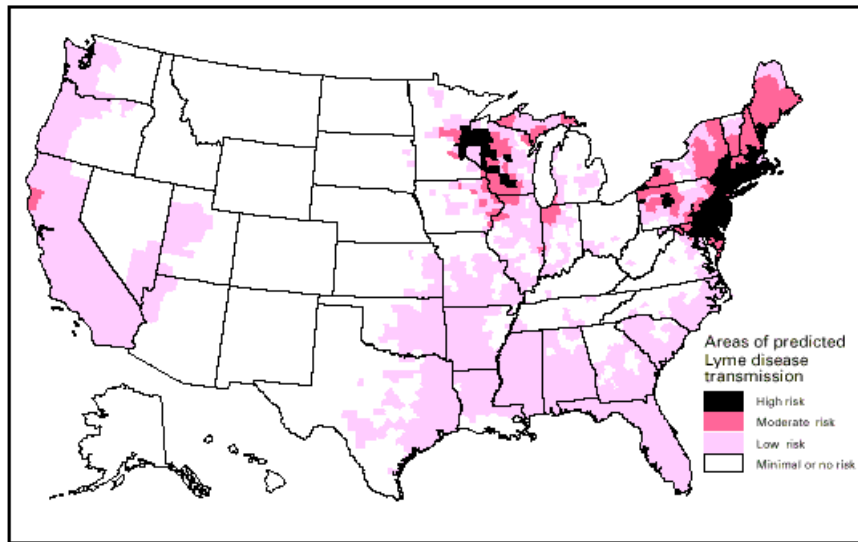 Areas of predicted
Lyme disease
transmission
High risk
Moderate risk
Low risk
Minimal or no risk